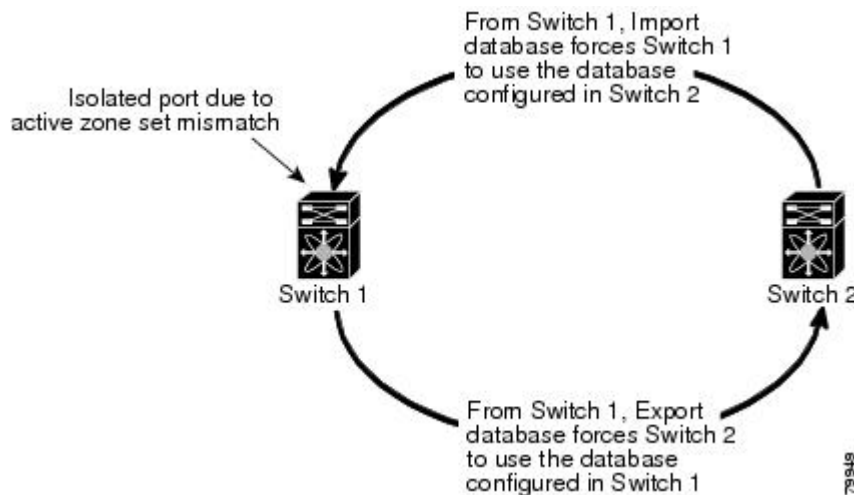 From Switch 1, Import
database forces Switch 1
to use the database
configured in Switch 2
Isolated port due to
active zone set mismatch
Switch 1
Switch 2
From Switch 1, Export
database forces Switch 2
to use the database
configured in Switch 1
79949